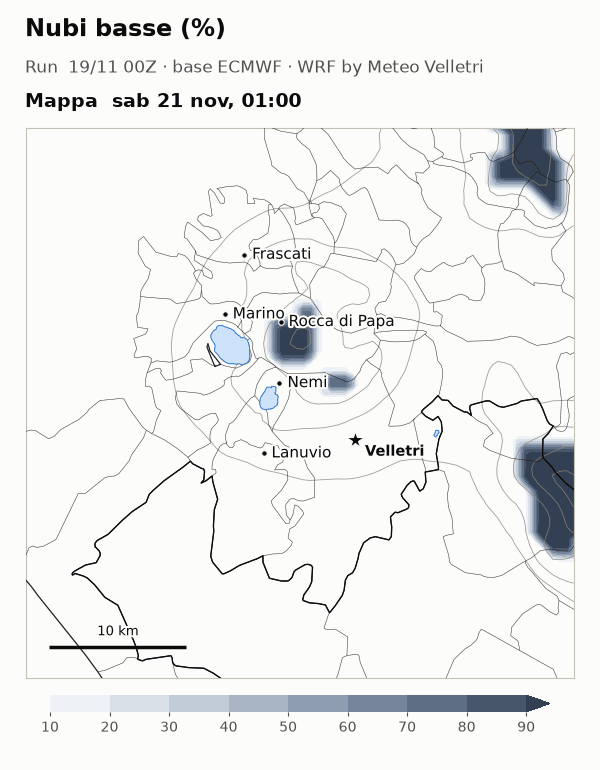 Nubi basse (%)
Run  19/11 00Z · base ECMWF · WRF by Meteo Velletri
Mappa  sab 21 nov, 01:00
Frascati
Marino
Rocca di Papa
Nemi
Velletri
Lanuvio
10 km
10 20 30 40 50 60 70 80 90